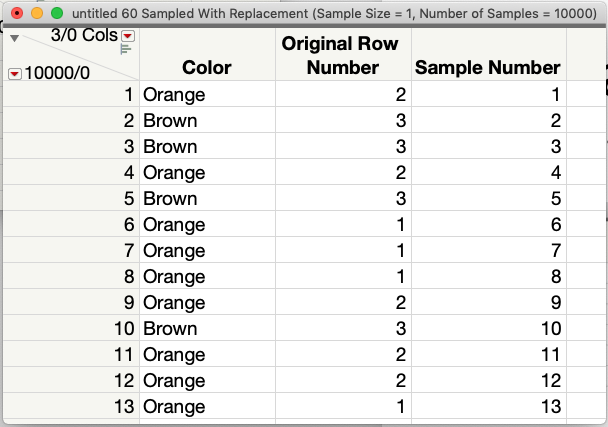 untitled 60 Sampled With Replacement (Sample Size = 1, Number of Samples = 10000)
3/0 Cols
10000/0
Color Original Row Number Sample Number
1 Orange 2 1
2 Brown 3 2
3 Brown 3 3
4 Orange 2 4
5 Brown 3 5
6 Orange 1 6
7 Orange 1 7
8 Orange 1 8
9 Orange 2 9
10 Brown 3 10
11 Orange 2 11
12 Orange 2 12
13 Orange 1 13